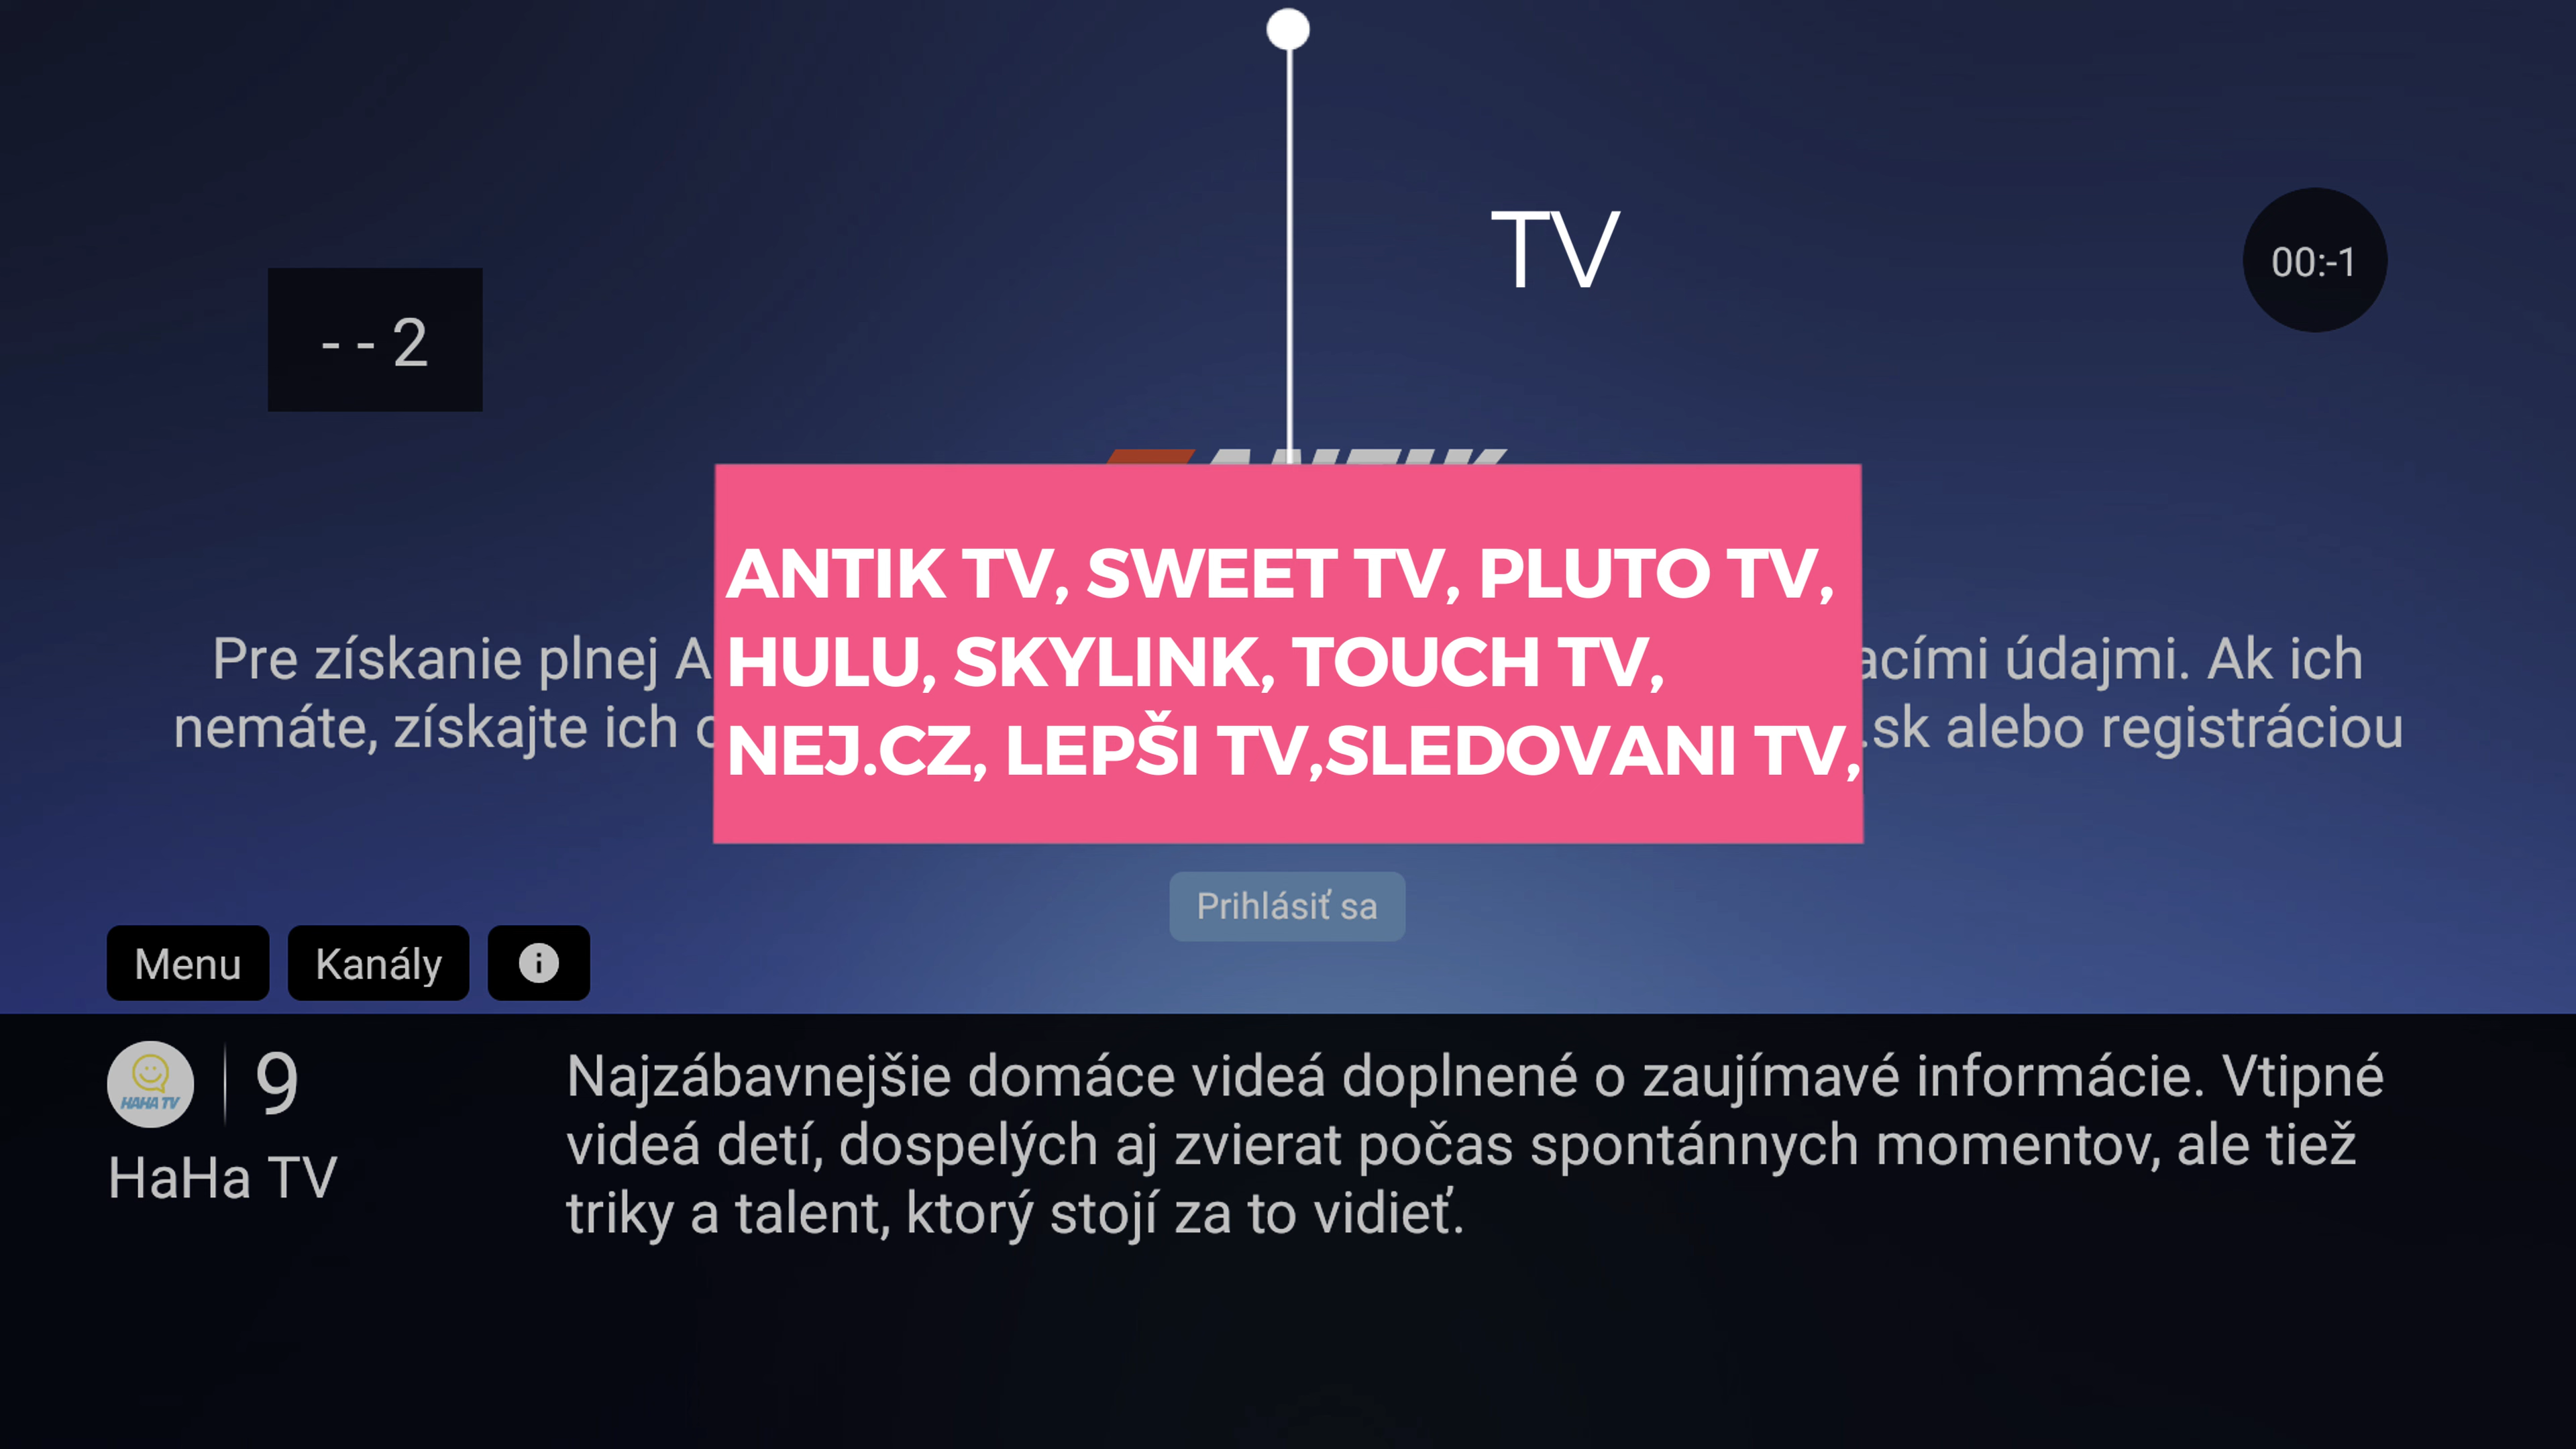 TV
00:-1
- - 2
ANTIK
ANTIK TV, SWEET TV, PLUTO TV,
HULU, SKYLINK, TOUCH TV,
NEJ.CZ, LEPŠI TV,SLEDOVANI TV,
Pre získanie plnej A acími údajmi. Ak ich
nemáte, získajte ich .sk alebo registráciou
Prihlásiť sa
Menu Kanály i
HAHA TV
9
HaHa TV
Najzábavnejšie domáce videá doplnené o zaujímavé informácie. Vtipné
videá detí, dospelých aj zvierat počas spontánnych momentov, ale tiež
triky a talent, ktorý stojí za to vidieť.